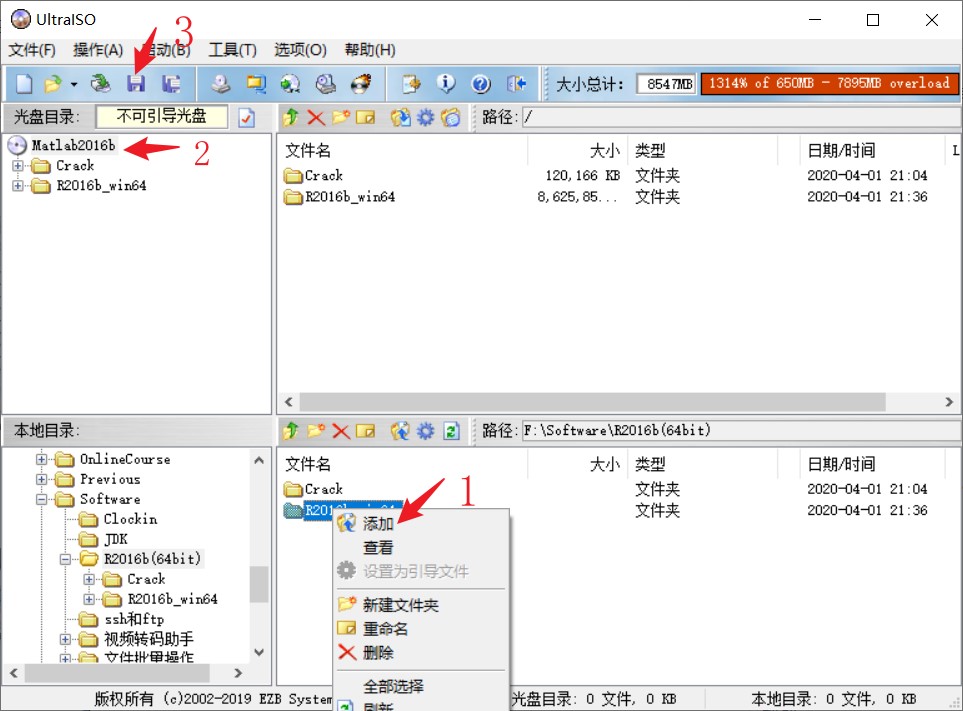 UltraISO
文件(F) 操作(A) 启动(B) 工具(T) 选项(O) 帮助(H)
3
大小总计: 8547MB 1314% of 650MB - 7895MB overload
光盘目录: 不可引导光盘 路径: /
Matlab2016b
2
Crack
R2016b_win64
文件名 大小 类型 日期/时间 L
Crack 120,166 KB 文件夹 2020-04-01 21:04
R2016b_win64 8,625,85... 文件夹 2020-04-01 21:36
本地目录: 路径: F:\Software\R2016b(64bit)
OnlineCourse
Previous
Software
Clockin
JDK
R2016b(64bit)
Crack
R2016b_win64
ssh和ftp
视频转码助手
文件批量操作
文件名 大小 类型 日期/时间
Crack 文件夹 2020-04-01 21:04
R2016b_win64 文件夹 2020-04-01 21:36
1
添加
查看
设置为引导文件
新建文件夹
重命名
删除
全部选择
刷新
版权所有 (c)2002-2019 EZB System 光盘目录: 0 文件, 0 KB 本地目录: 0 文件, 0 KB